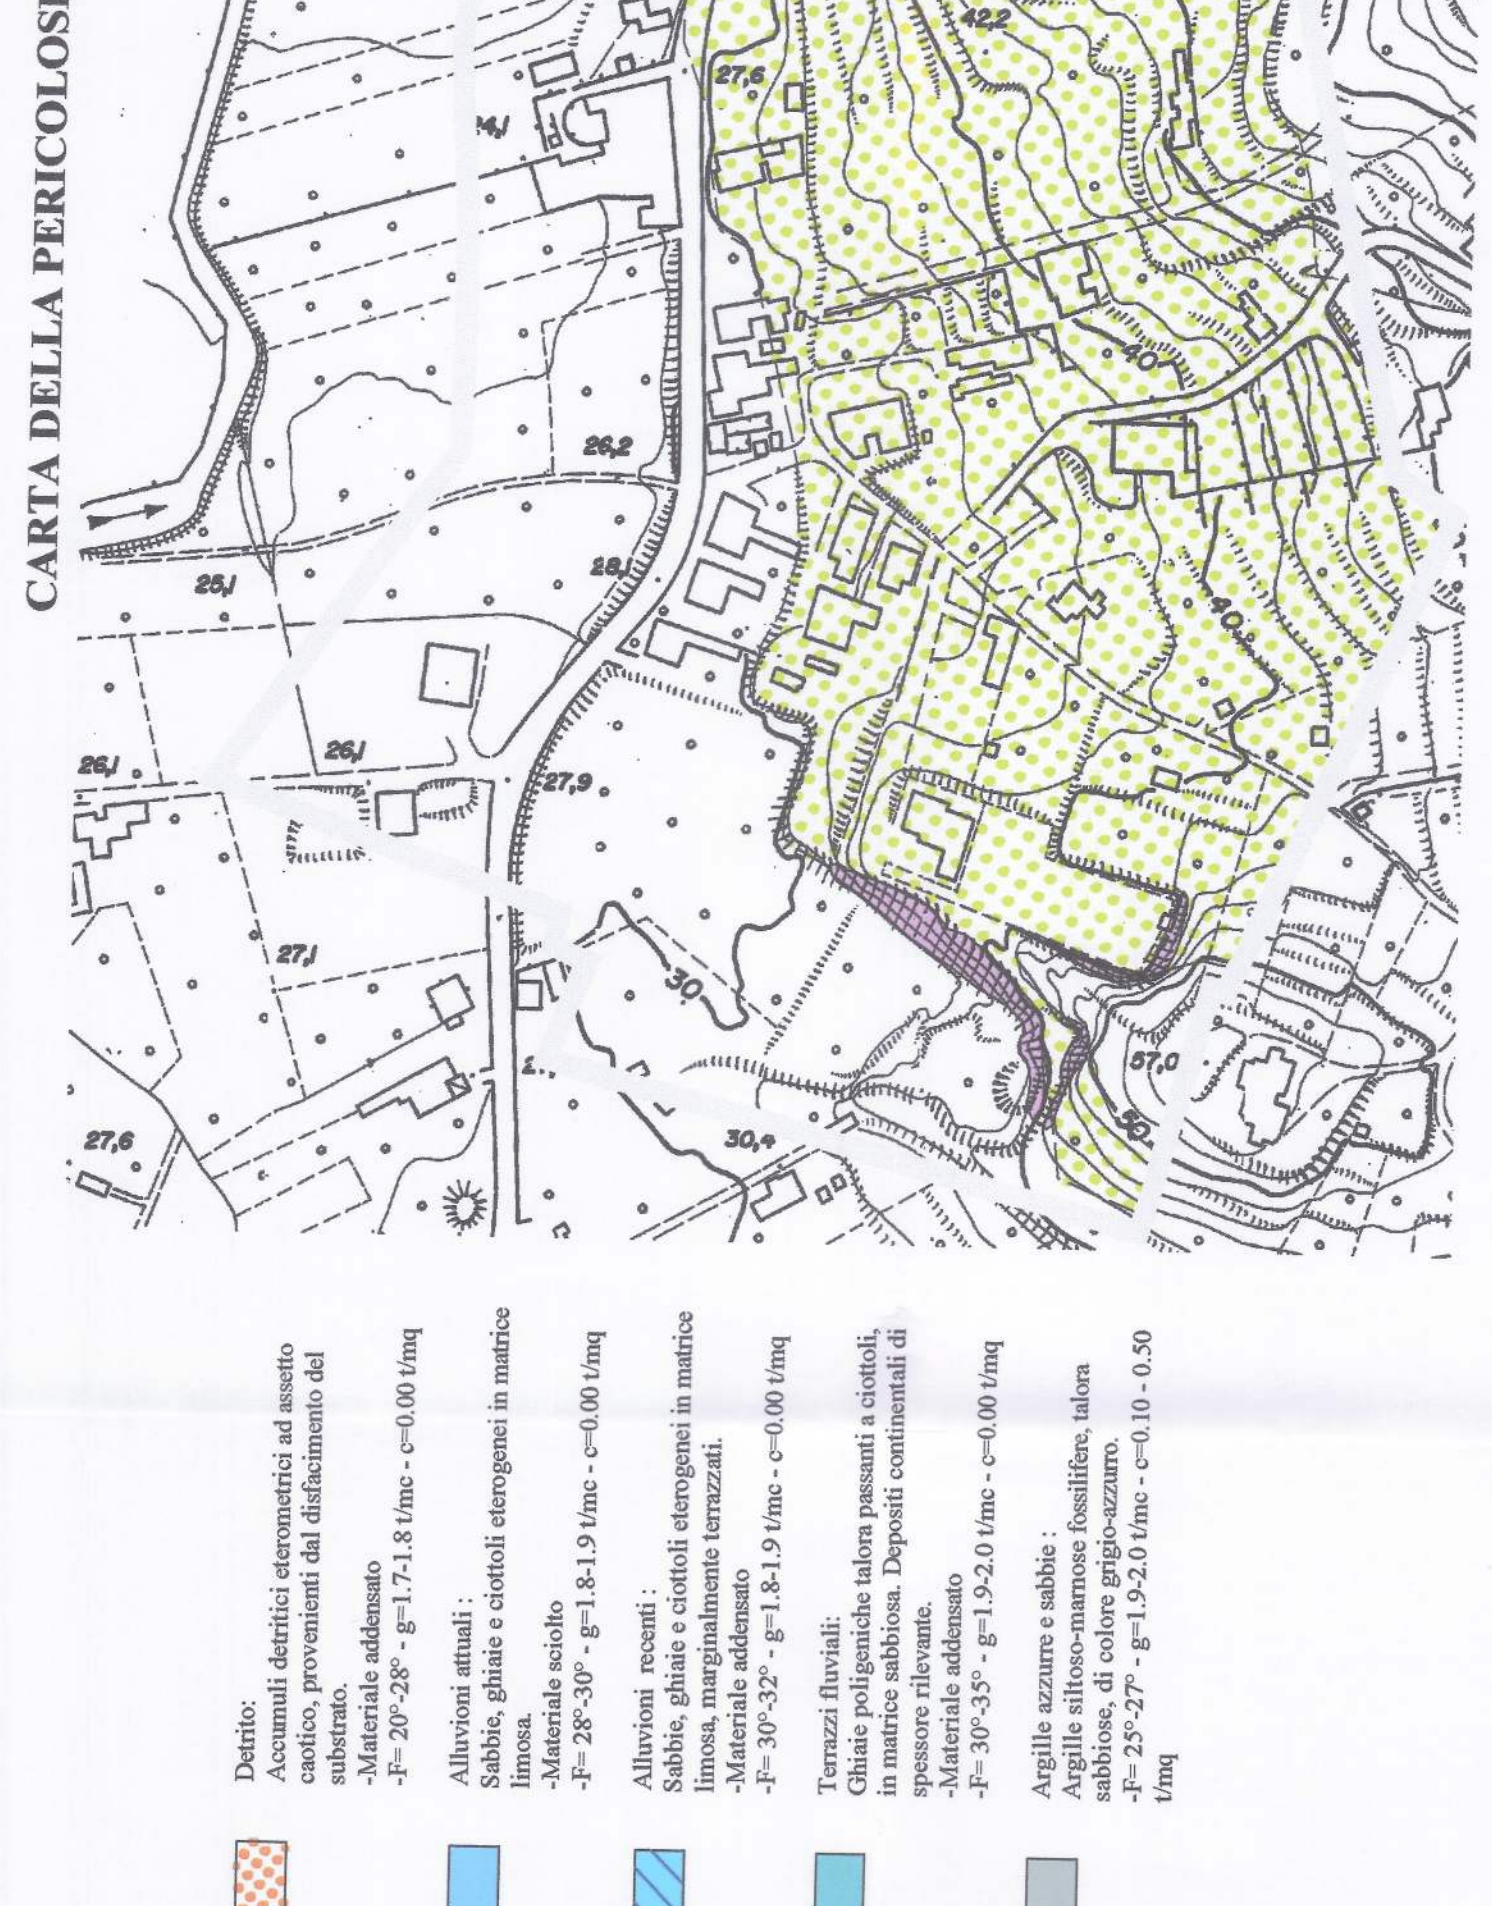 CARTA DELLA PERICOLOSI
42,2
27,6
26,2
40
28,1
25,1
40
26,1
26,1
27,9
27,1
30
57,0
50
27,6
30,4
Detrito:
Accumuli detritici eterometrici ad assetto
caotico, provenienti dal disfacimento del
substrato.
-Materiale addensato
-F= 20°-28° - g=1.7-1.8 t/mc - c=0.00 t/mq
Alluvioni attuali :
Sabbie, ghiaie e ciottoli eterogenei in matrice
limosa.
-Materiale sciolto
-F= 28°-30° - g=1.8-1.9 t/mc - c=0.00 t/mq
Alluvioni recenti :
Sabbie, ghiaie e ciottoli eterogenei in matrice
limosa, marginalmente terrazzati.
-Materiale addensato
-F= 30°-32° - g=1.8-1.9 t/mc - c=0.00 t/mq
Terrazzi fluviali:
Ghiaie poligeniche talora passanti a ciottoli,
in matrice sabbiosa. Depositi continentali di
spessore rilevante.
-Materiale addensato
-F= 30°-35° - g=1.9-2.0 t/mc - c=0.00 t/mq
Argille azzurre e sabbie :
Argille siltoso-marnose fossilifere, talora
sabbiose, di colore grigio-azzurro.
-F= 25°-27° - g=1.9-2.0 t/mc - c=0.10 - 0.50
t/mq